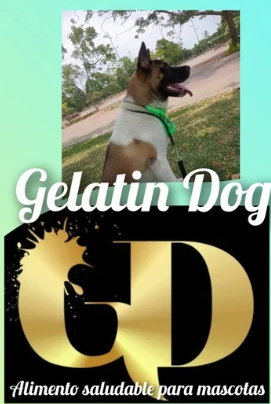 Gelatin Dog
GD
Alimento saludable para mascotas